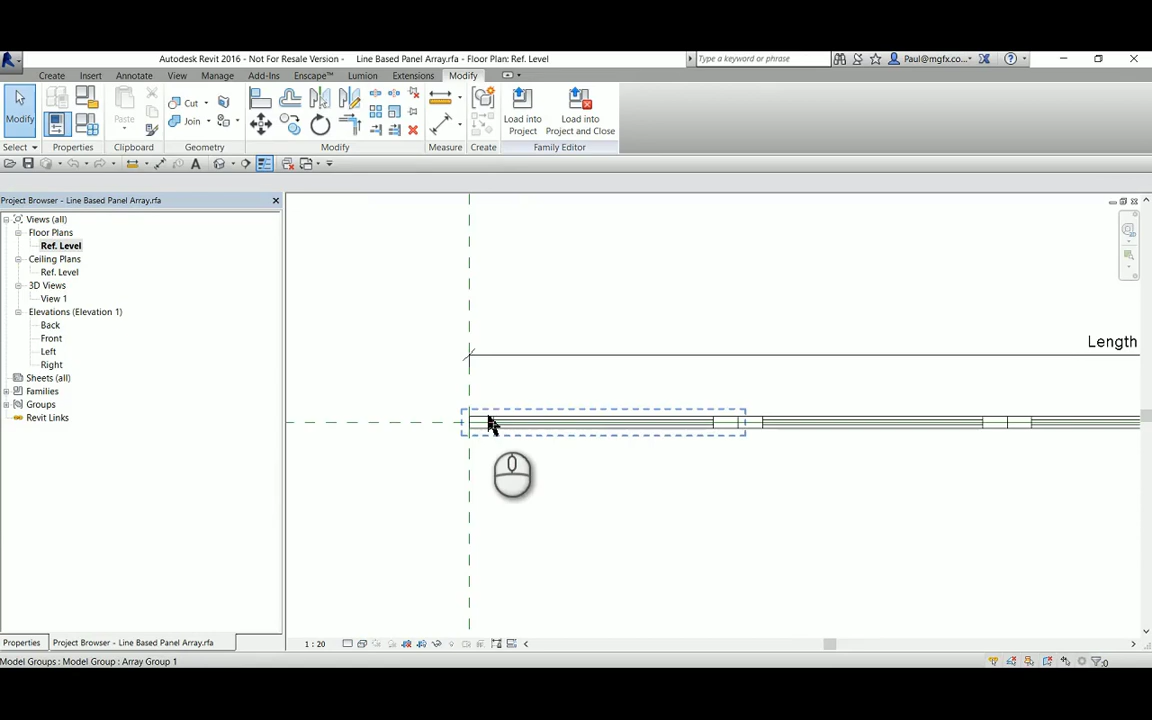 Autodesk Revit 2016 - Not For Resale Version - Line Based Panel Array.rfa - Floor Plan: Ref. Level
Type a keyword or phrase
Paul@mgfx.co...
Create Insert Annotate View Manage Add-Ins Enscape™ Lumion Extensions Modify
Modify
Paste
Cut
Join
Load into
Project
Load into
Project and Close
Select Properties Clipboard Geometry Modify Measure Create Family Editor
Project Browser - Line Based Panel Array.rfa
Views (all)
Floor Plans
Ref. Level
Ceiling Plans
Ref. Level
3D Views
View 1
Elevations (Elevation 1)
Back
Front
Left
Right
Sheets (all)
Families
Groups
Revit Links
Length
Properties
Project Browser - Line Based Panel Array.rfa
1 : 20
Model Groups : Model Group : Array Group 1
:0